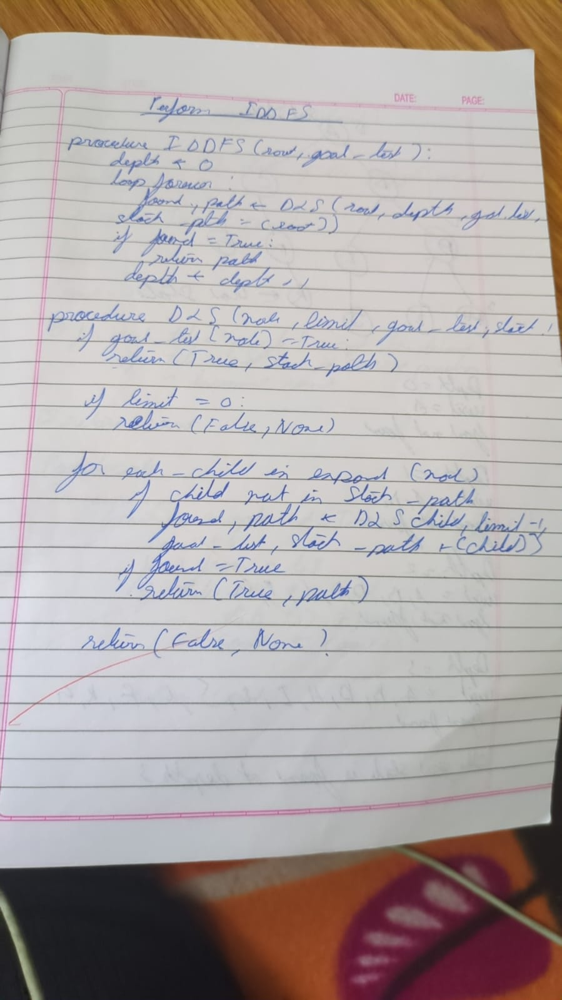 DATE: PAGE:
Perform IDDFS
procedure IDDFS (root, goal_test):
depth ← 0
loop forever:
found, path ← DLS (root, depth, goal_test,
stack_path = (root))
if found = True:
return path
depth ← depth
procedure DLS (node, limit, goal_test, stack
if goal_test (node) = True:
return (True, stack_path)
if limit = 0:
return (False, None)
for each_child in expand (node)
if child not in stack_path
found, path ← DLS child, limit-1,
goal_test, stack_path + (child))
if found = True
return (True, path)
return (False, None)